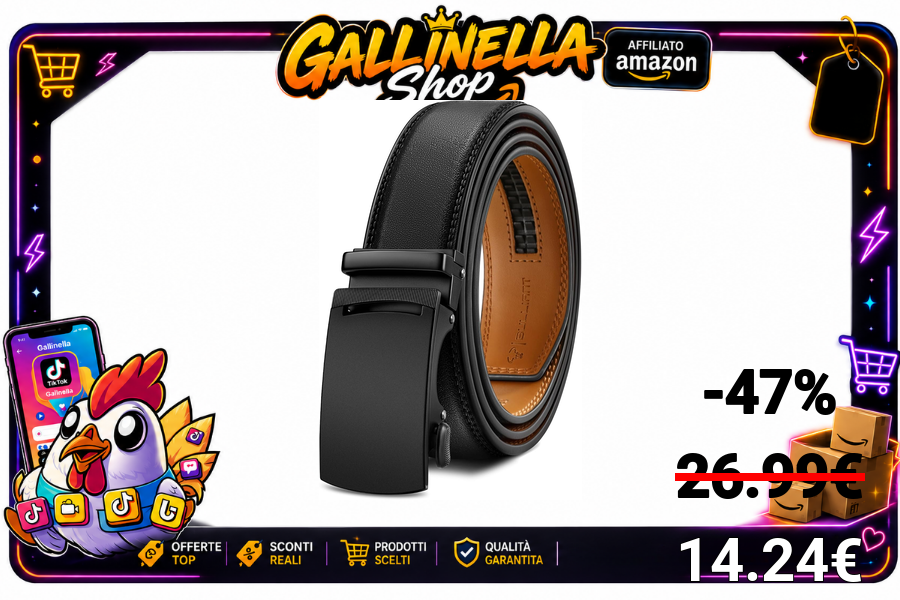 GALLINELLA
Shop
AFFILIATO
amazon
Gallinella
TikTok
Gallinella
-47%
26.99€
14.24€
OFFERTE
TOP
SCONTI
REALI
PRODOTTI
SCELTI
QUALITÀ
GARANTITA